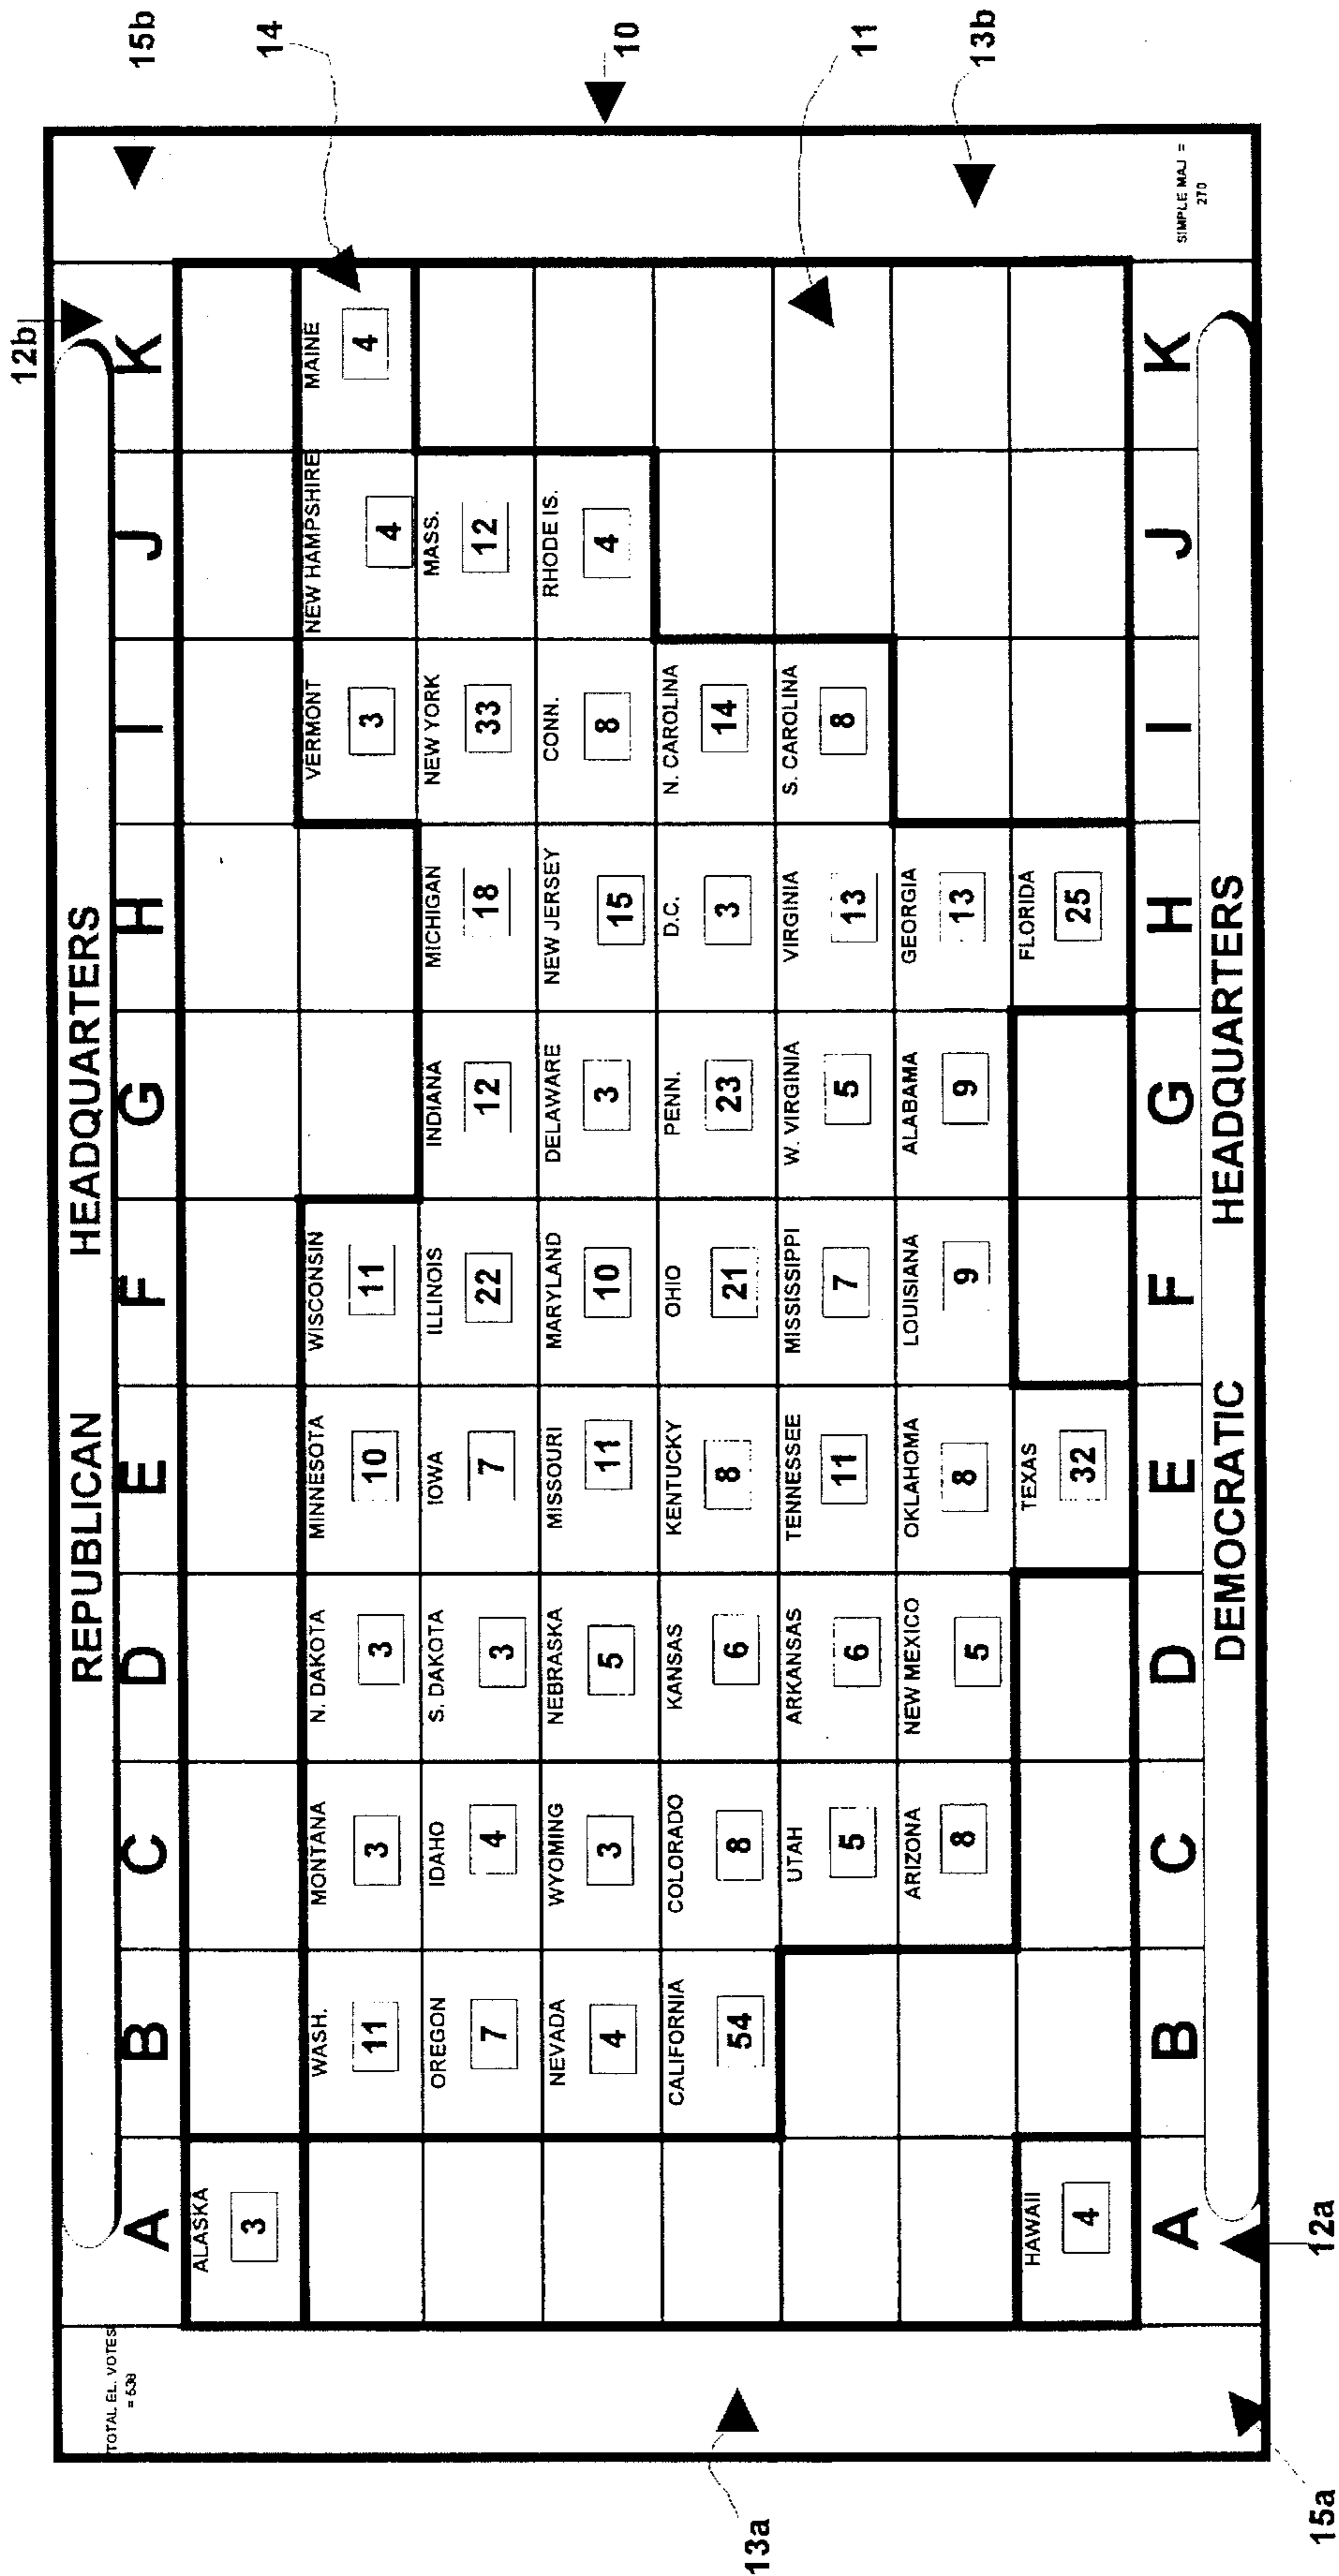 12b
15b
TOTAL EL. VOTES
= 538
REPUBLICAN HEADQUARTERS
A B C D E F G H I J K
14
ALASKA
3
WASH. MONTANA N. DAKOTA MINNESOTA WISCONSIN VERMONT NEW HAMPSHIRE MAINE
11 3 3 10 11 3 4 4
OREGON IDAHO S. DAKOTA IOWA ILLINOIS INDIANA MICHIGAN NEW YORK MASS.
7 4 3 7 22 12 18 33 12
NEVADA WYOMING NEBRASKA MISSOURI MARYLAND DELAWARE NEW JERSEY CONN. RHODE IS.
4 3 5 11 10 3 15 8 4
10
CALIFORNIA COLORADO KANSAS KENTUCKY OHIO PENN. D.C. N. CAROLINA
54 8 6 8 21 23 3 14
13a
UTAH ARKANSAS TENNESSEE MISSISSIPPI W. VIRGINIA VIRGINIA S. CAROLINA
5 6 11 7 5 13 8
11
ARIZONA NEW MEXICO OKLAHOMA LOUISIANA ALABAMA GEORGIA
8 5 8 9 9 13
13b
HAWAII TEXAS FLORIDA
4 32 25
A B C D E F G H I J K
SIMPLE MAJ =
270
DEMOCRATIC HEADQUARTERS
15a
12a